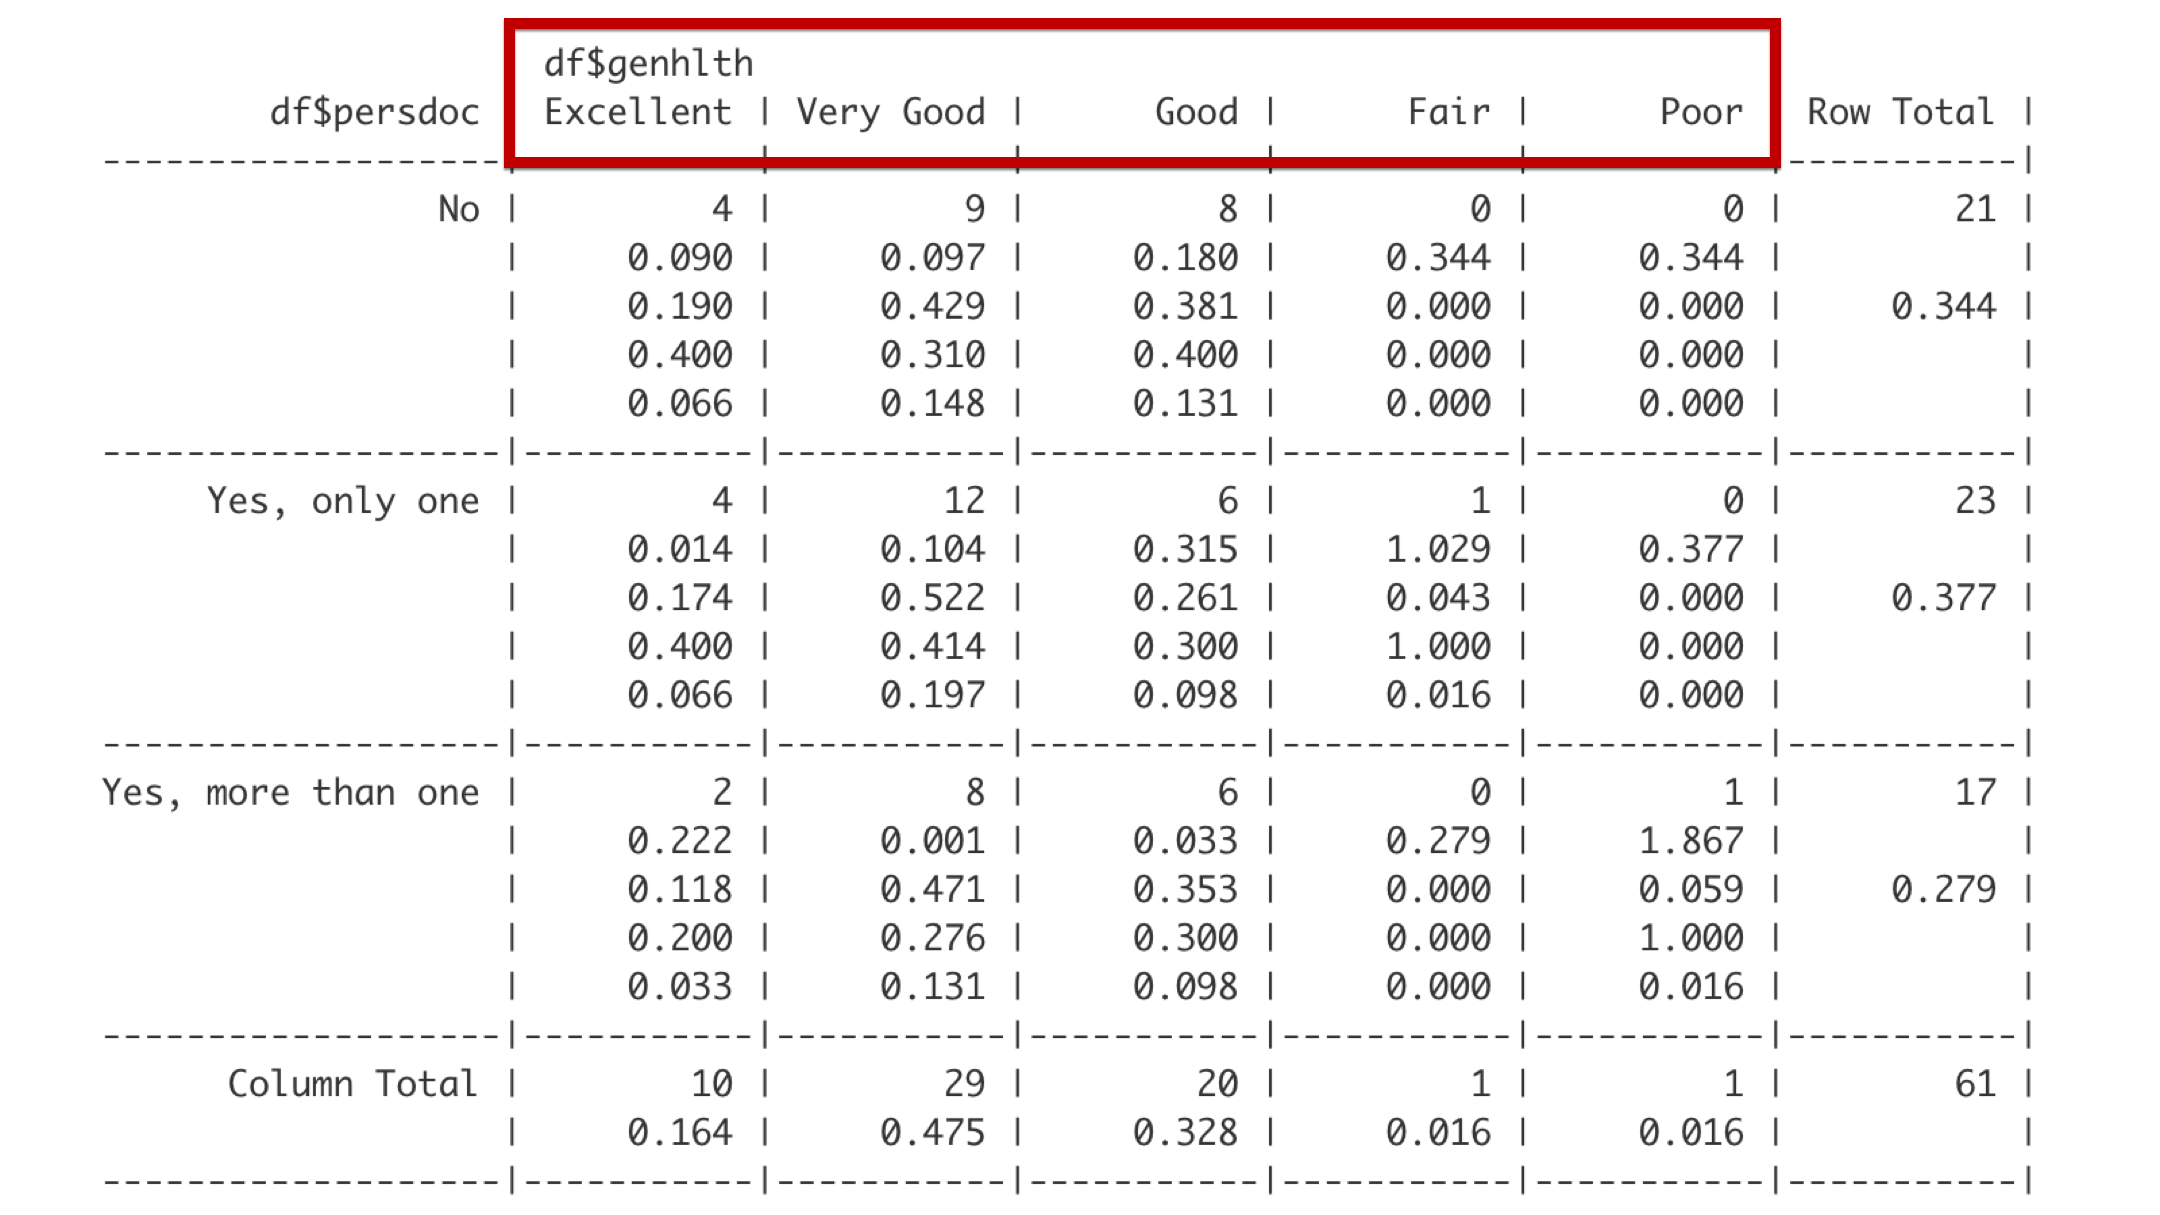 df$genhlth
df$persdoc Excellent | Very Good | Good | Fair | Poor Row Total |
-------------------|-----------|-----------|-----------|-----------|-----------|-----------|
No | 4 | 9 | 8 | 0 | 0 | 21 |
| 0.090 | 0.097 | 0.180 | 0.344 | 0.344 | |
| 0.190 | 0.429 | 0.381 | 0.000 | 0.000 | 0.344 |
| 0.400 | 0.310 | 0.400 | 0.000 | 0.000 | |
| 0.066 | 0.148 | 0.131 | 0.000 | 0.000 | |
-------------------|-----------|-----------|-----------|-----------|-----------|-----------|
Yes, only one | 4 | 12 | 6 | 1 | 0 | 23 |
| 0.014 | 0.104 | 0.315 | 1.029 | 0.377 | |
| 0.174 | 0.522 | 0.261 | 0.043 | 0.000 | 0.377 |
| 0.400 | 0.414 | 0.300 | 1.000 | 0.000 | |
| 0.066 | 0.197 | 0.098 | 0.016 | 0.000 | |
-------------------|-----------|-----------|-----------|-----------|-----------|-----------|
Yes, more than one | 2 | 8 | 6 | 0 | 1 | 17 |
| 0.222 | 0.001 | 0.033 | 0.279 | 1.867 | |
| 0.118 | 0.471 | 0.353 | 0.000 | 0.059 | 0.279 |
| 0.200 | 0.276 | 0.300 | 0.000 | 1.000 | |
| 0.033 | 0.131 | 0.098 | 0.000 | 0.016 | |
-------------------|-----------|-----------|-----------|-----------|-----------|-----------|
Column Total | 10 | 29 | 20 | 1 | 1 | 61 |
| 0.164 | 0.475 | 0.328 | 0.016 | 0.016 | |
-------------------|-----------|-----------|-----------|-----------|-----------|-----------|